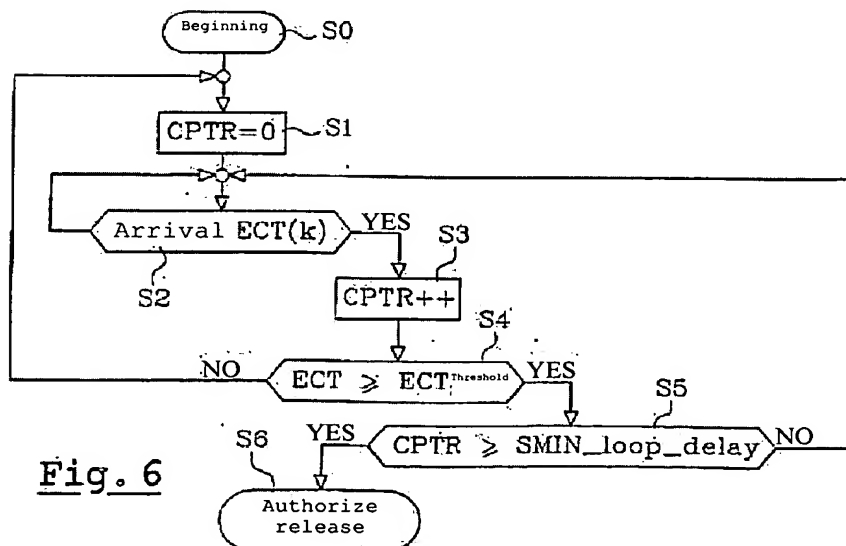 Beginning
S0
CPTR=0
S1
Arrival ECT(k)
YES
S2
S3
CPTR++
S4
NO
ECT ⩾ ECT Threshold
YES
S5
YES
CPTR ⩾ SMIN_loop_delay
NO
S6
Fig. 6
Authorize
release